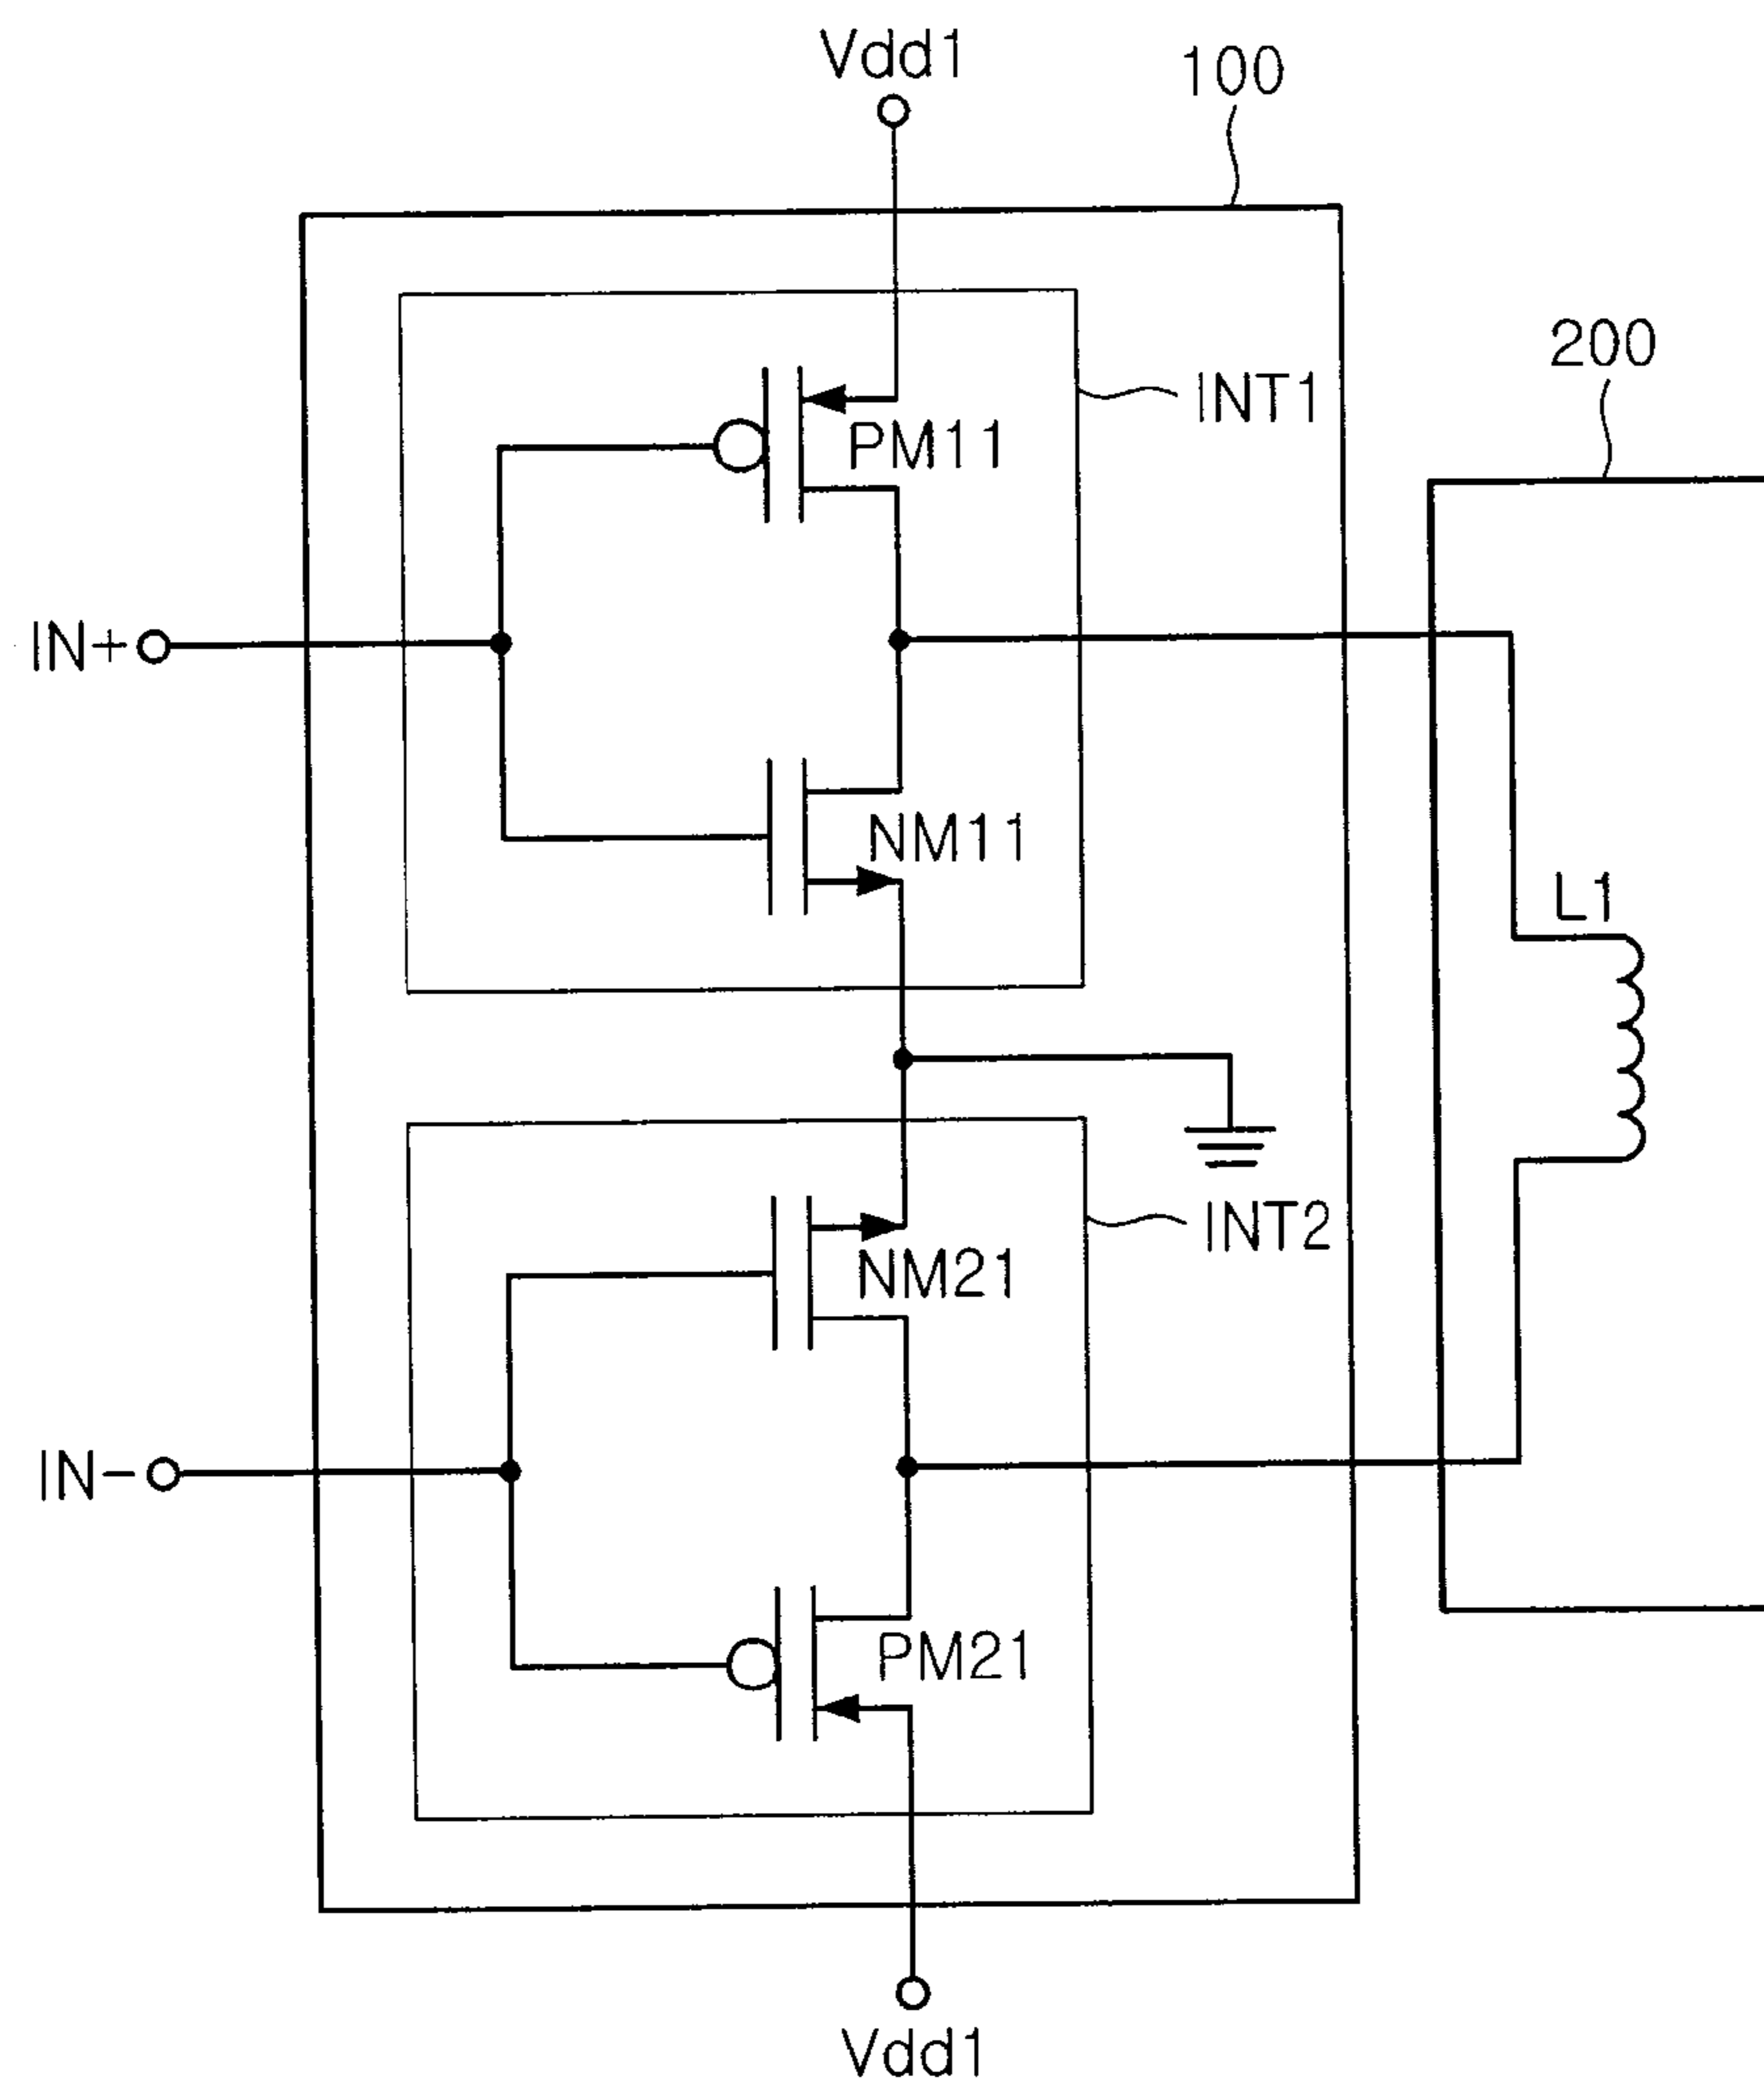 Vdd1
100
200
INT1
PM11
IN+
NM11
L1
INT2
NM21
IN-
PM21
Vdd1